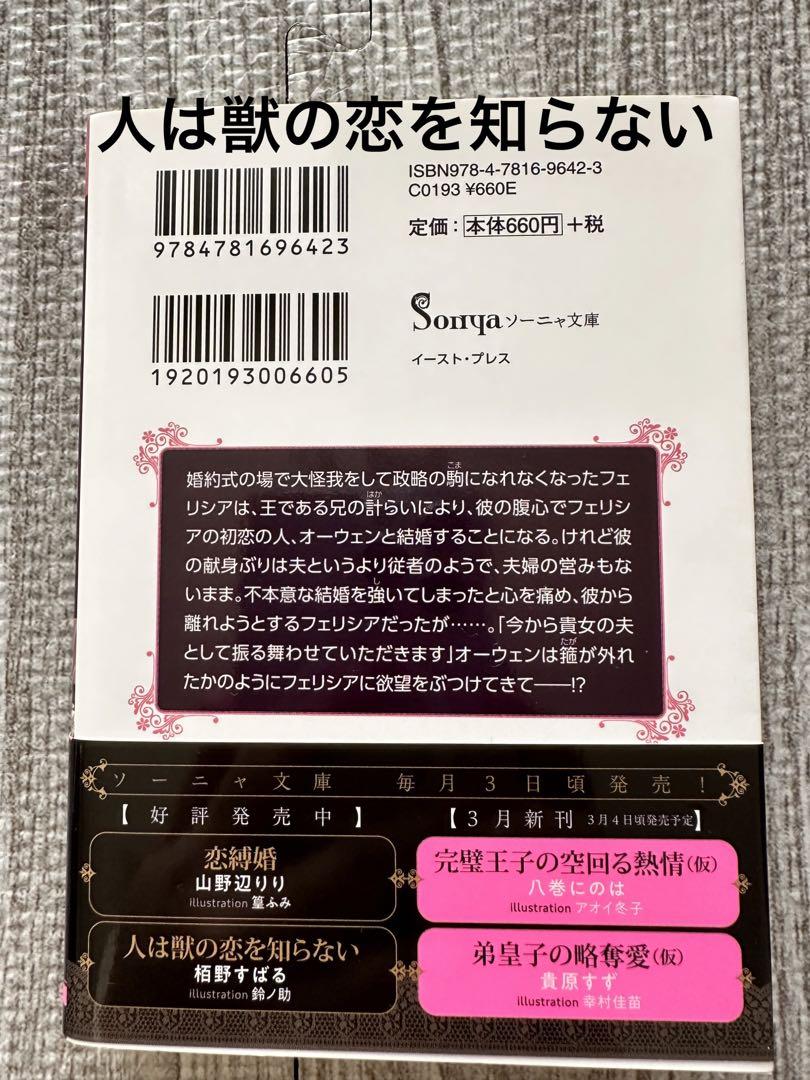 人は獣の恋を知らない
ISBN978-4-7816-9642-3
C0193 ¥660E
定価：本体660円＋税
9784781696423
1920193006605
Sonyaソーニャ文庫
イースト・プレス
婚約式の場で大怪我をして政略の駒になれなくなったフェ
リシアは、王である兄の計らいにより、彼の腹心でフェリシ
アの初恋の人、オーウェンと結婚することになる。けれど彼
の献身ぶりは夫というより従者のようで、夫婦の営みもな
いまま。不本意な結婚を強いてしまったと心を痛め、彼から
離れようとするフェリシアだったが……。「今から貴女の夫
として振る舞わせていただきます」オーウェンは箍が外れ
たかのようにフェリシアに欲望をぶつけてきて――!?
ソーニャ文庫 毎月3日頃発売！
【好評発売中】
恋縛婚
山野辺りり
illustration 篁ふみ
人は獣の恋を知らない
栢野すばる
illustration 鈴ノ助
【3月新刊 3月4日頃発売予定】
完璧王子の空回る熱情(仮)
八巻にのは
illustration アオイ冬子
弟皇子の略奪愛(仮)
貴原すず
illustration 幸村佳苗